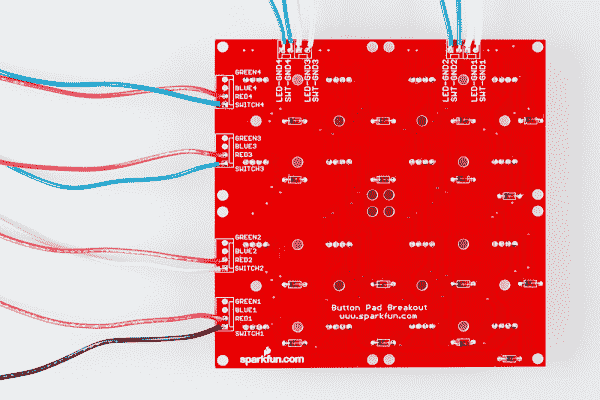 LED-GND4
SWT-GND4
LED-GND3
SWT-GND3
LED-GND2
SWT-GND2
LED-GND1
SWT-GND1
GREEN4
BLUE4
RED4
SWITCH4
GREEN3
BLUE3
RED3
SWITCH3
GREEN2
BLUE2
RED2
SWITCH2
GREEN1
BLUE1
RED1
SWITCH1
Button Pad Breakout
www.sparkfun.com
sparkfun.com